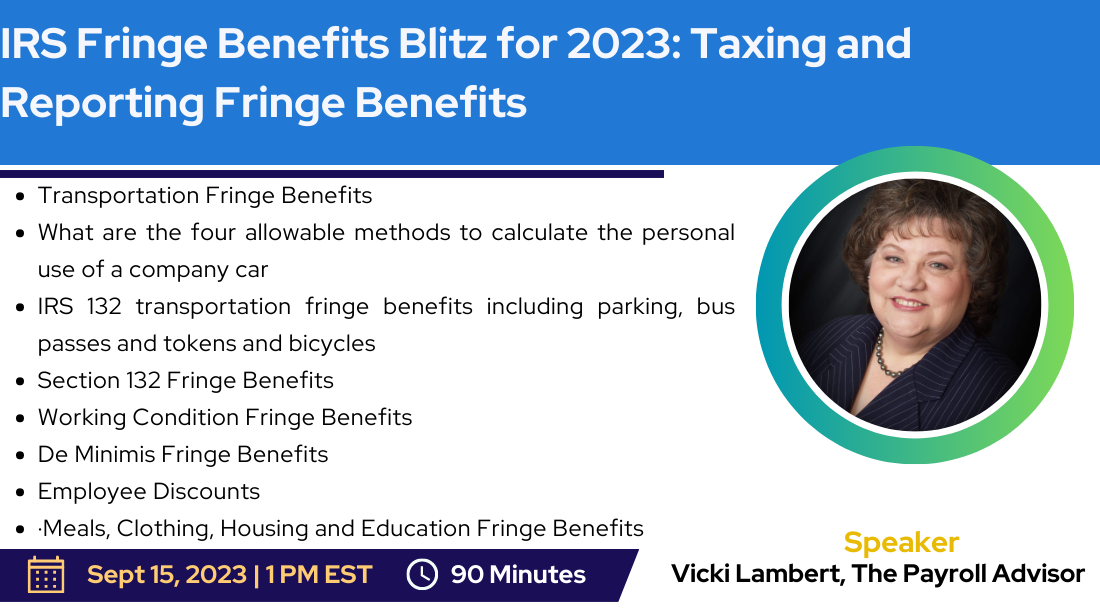 IRS Fringe Benefits Blitz for 2023: Taxing and
Reporting Fringe Benefits
• Transportation Fringe Benefits
• What are the four allowable methods to calculate the personal
use of a company car
• IRS 132 transportation fringe benefits including parking, bus
passes and tokens and bicycles
• Section 132 Fringe Benefits
• Working Condition Fringe Benefits
• De Minimis Fringe Benefits
• Employee Discounts
• ·Meals, Clothing, Housing and Education Fringe Benefits
Sept 15, 2023 | 1 PM EST
90 Minutes
Speaker
Vicki Lambert, The Payroll Advisor